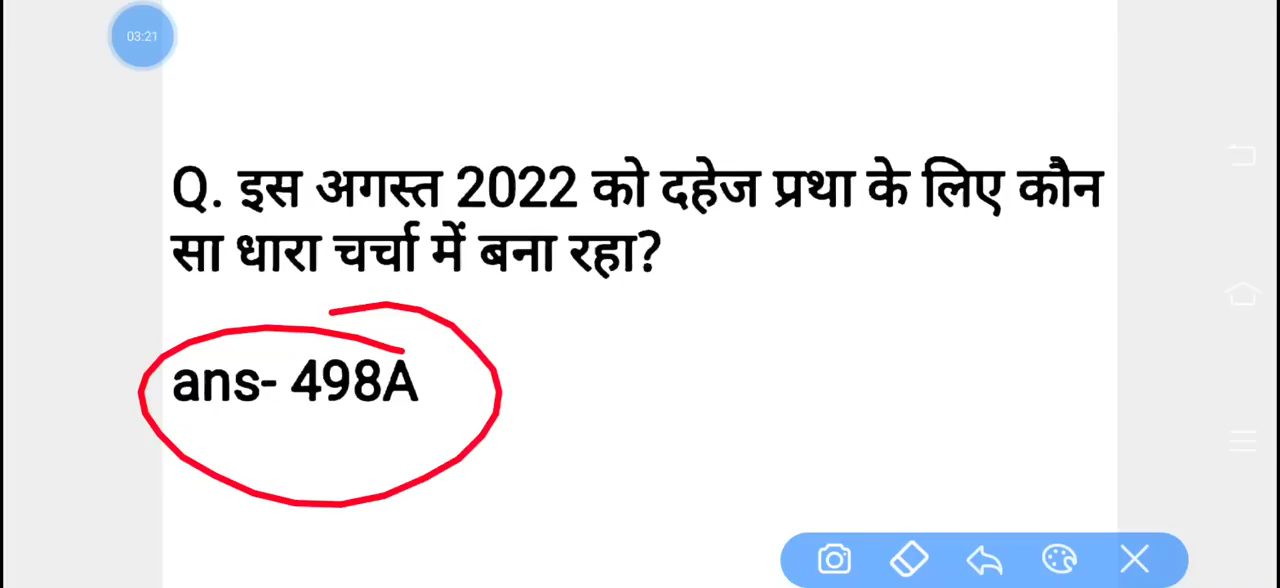 03:21
Q. इस अगस्त 2022 को दहेज प्रथा के लिए कौन
सा धारा चर्चा में बना रहा?
ans- 498A